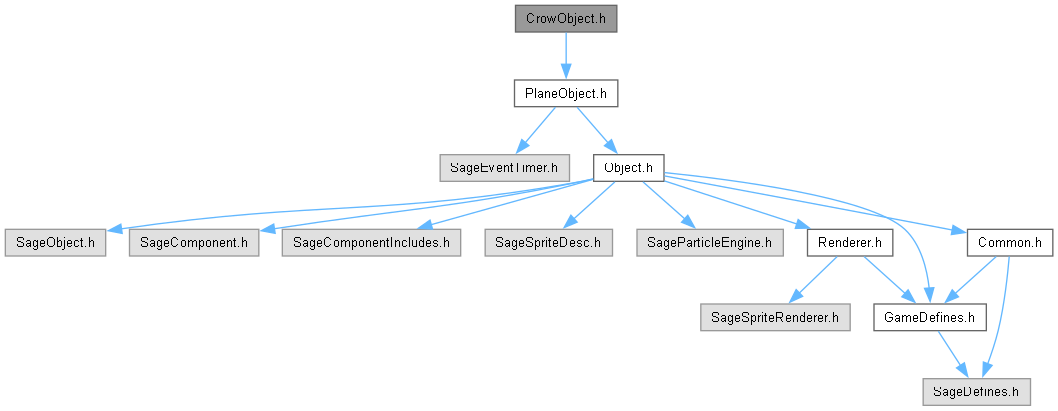 CrowObject.h
PlaneObject.h
SageEventTimer.h
Object.h
SageObject.h
SageComponent.h
SageComponentIncludes.h
SageSpriteDesc.h
SageParticleEngine.h
Renderer.h
Common.h
SageSpriteRenderer.h
GameDefines.h
SageDefines.h